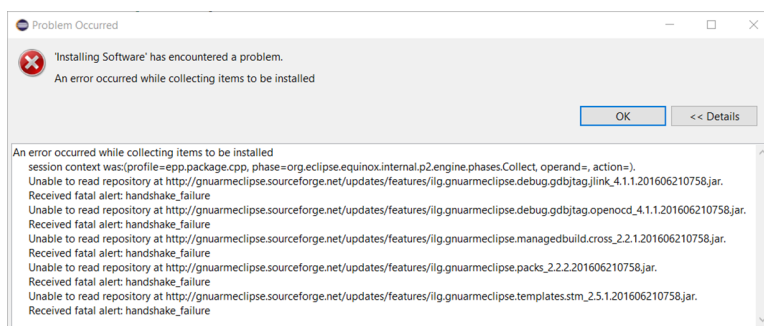 Problem Occurred
'Installing Software' has encountered a problem.
An error occurred while collecting items to be installed
OK
<< Details
An error occurred while collecting items to be installed
session context was:(profile=epp.package.cpp, phase=org.eclipse.equinox.internal.p2.engine.phases.Collect, operand=, action=).
Unable to read repository at http://gnuarmeclipse.sourceforge.net/updates/features/ilg.gnuarmeclipse.debug.gdbjtag.jlink_4.1.1.201606210758.jar.
Received fatal alert: handshake_failure
Unable to read repository at http://gnuarmeclipse.sourceforge.net/updates/features/ilg.gnuarmeclipse.debug.gdbjtag.openocd_4.1.1.201606210758.jar.
Received fatal alert: handshake_failure
Unable to read repository at http://gnuarmeclipse.sourceforge.net/updates/features/ilg.gnuarmeclipse.managedbuild.cross_2.2.1.201606210758.jar.
Received fatal alert: handshake_failure
Unable to read repository at http://gnuarmeclipse.sourceforge.net/updates/features/ilg.gnuarmeclipse.packs_2.2.2.201606210758.jar.
Received fatal alert: handshake_failure
Unable to read repository at http://gnuarmeclipse.sourceforge.net/updates/features/ilg.gnuarmeclipse.templates.stm_2.5.1.201606210758.jar.
Received fatal alert: handshake_failure